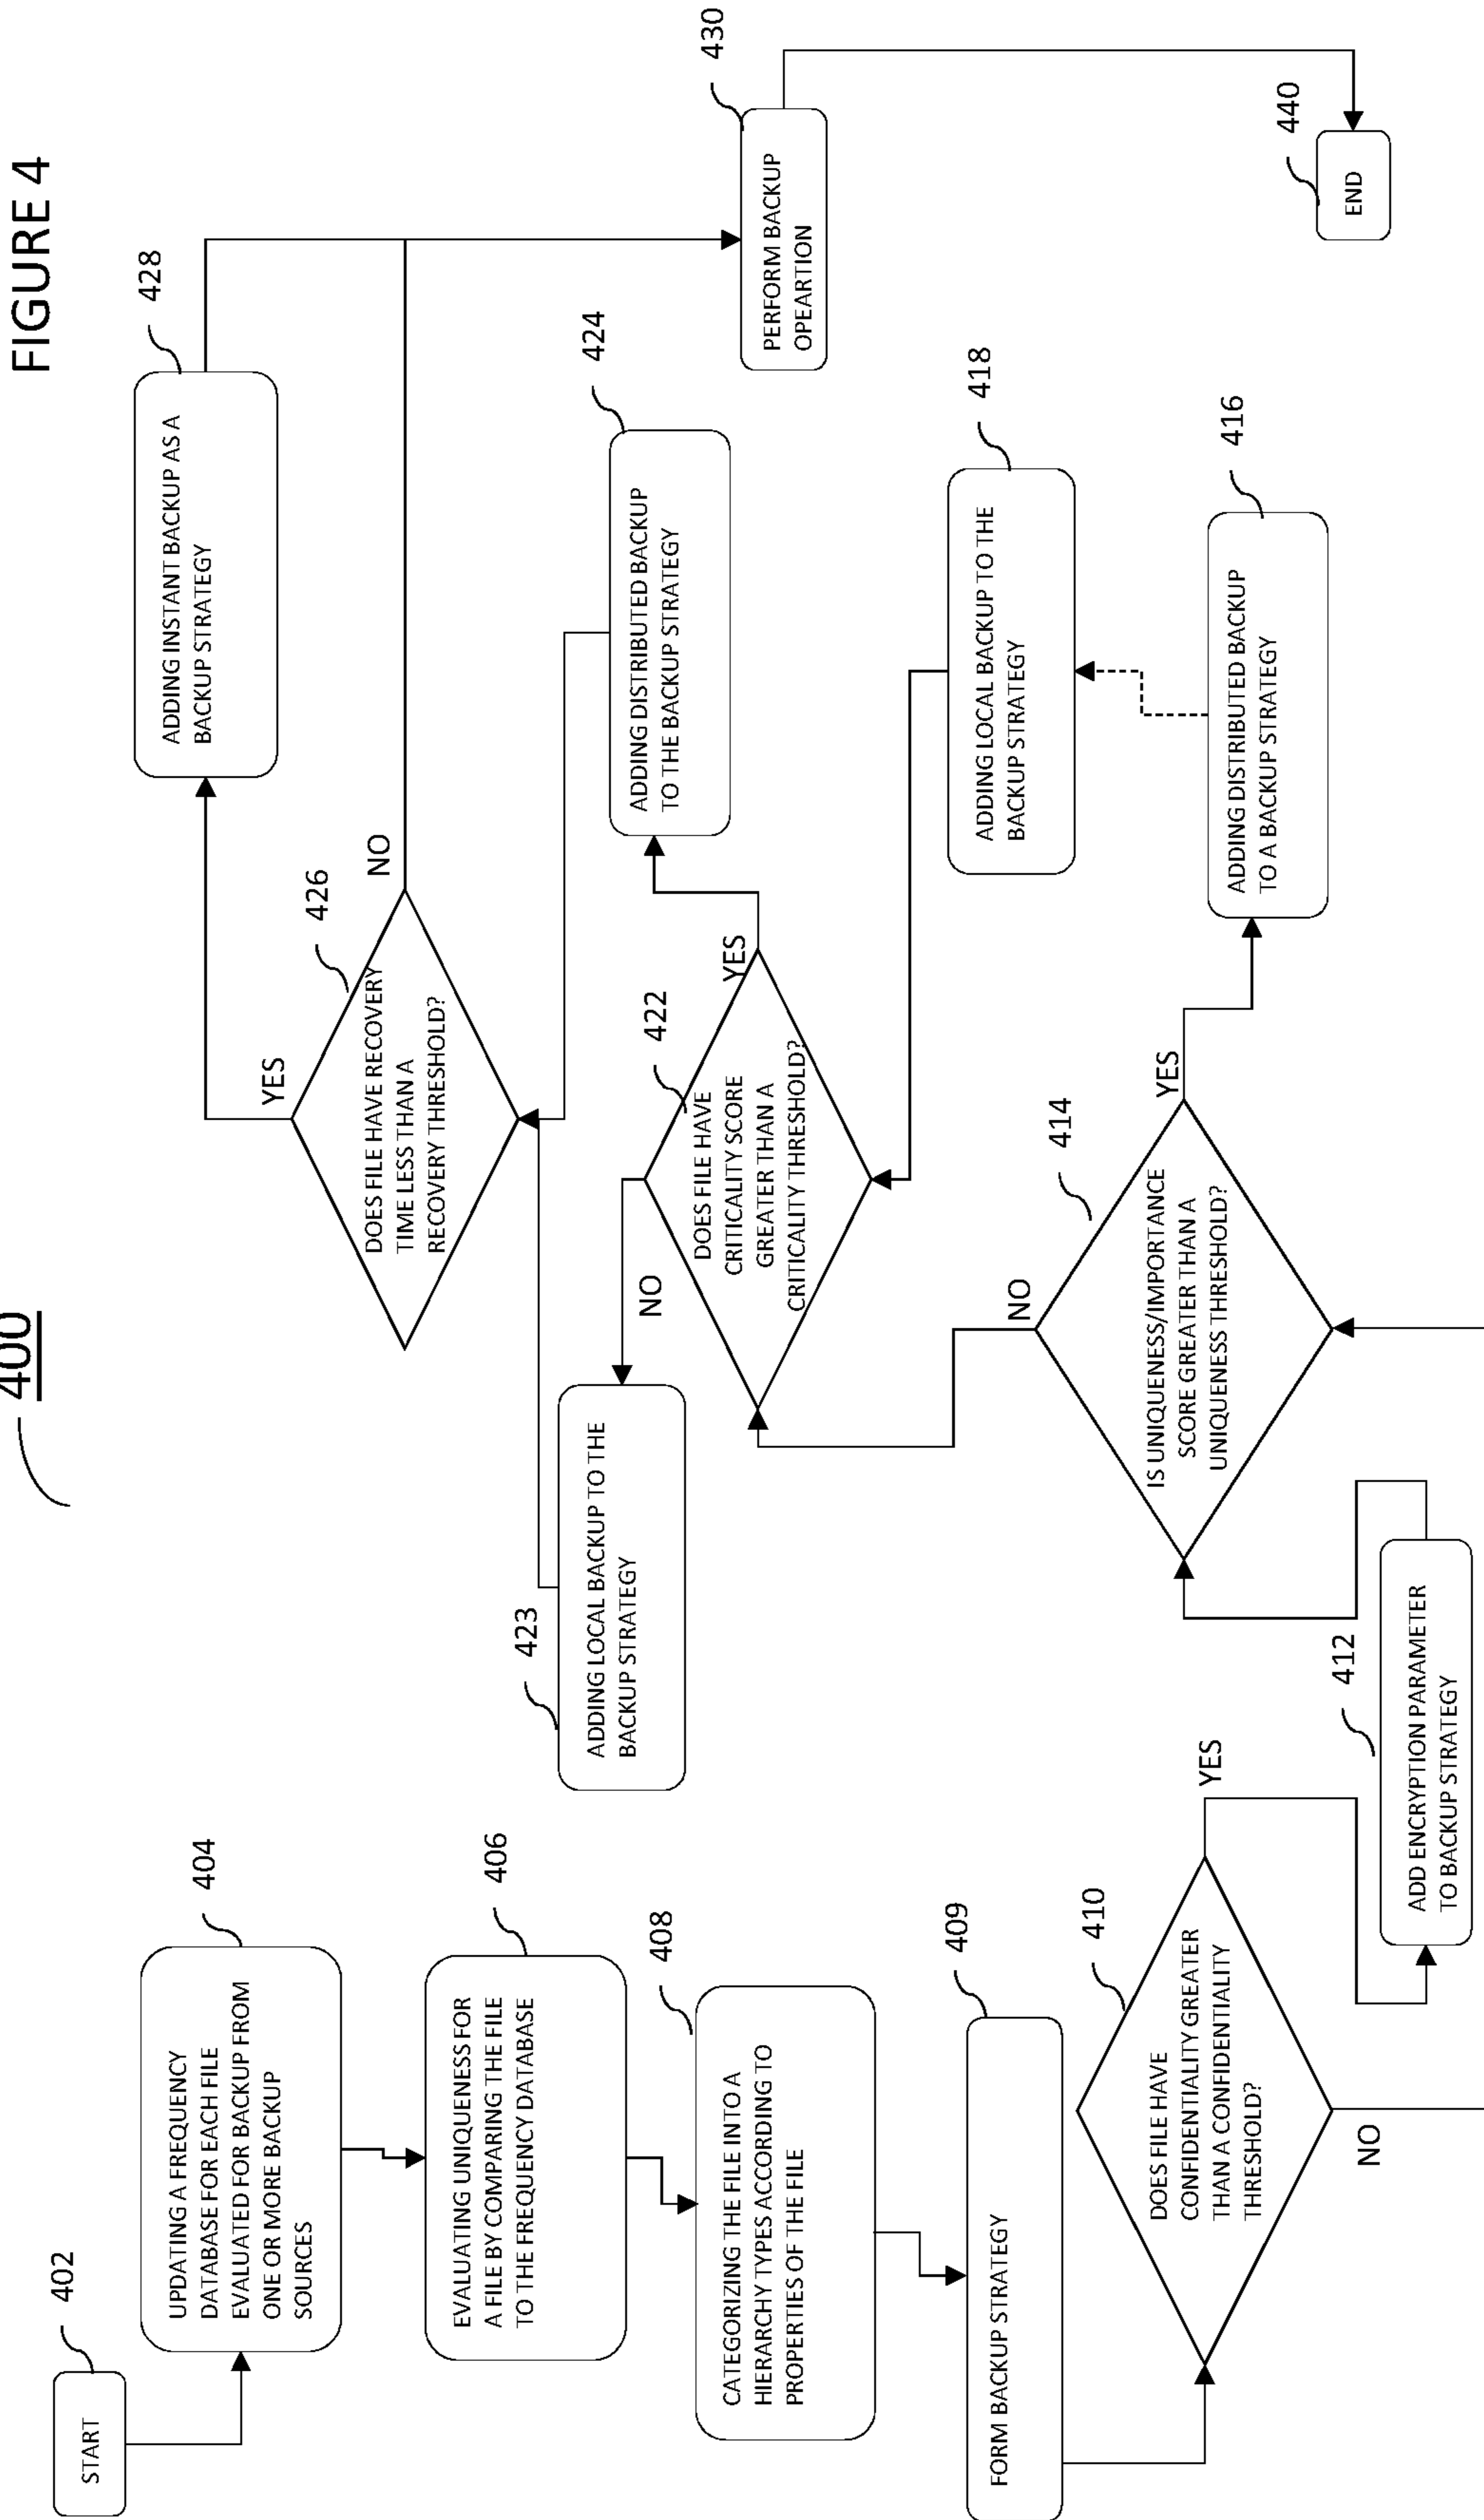 FIGURE 4
400
402
START
404
UPDATING A FREQUENCY
DATABASE FOR EACH FILE
EVALUATED FOR BACKUP FROM
ONE OR MORE BACKUP
SOURCES
406
EVALUATING UNIQUENESS FOR
A FILE BY COMPARING THE FILE
TO THE FREQUENCY DATABASE
408
CATEGORIZING THE FILE INTO A
HIERARCHY TYPES ACCORDING TO
PROPERTIES OF THE FILE
409
FORM BACKUP STRATEGY
410
DOES FILE HAVE
CONFIDENTIALITY GREATER
THAN A CONFIDENTIALITY
THRESHOLD?
YES
NO
412
ADD ENCRYPTION PARAMETER
TO BACKUP STRATEGY
414
IS UNIQUENESS/IMPORTANCE
SCORE GREATER THAN A
UNIQUENESS THRESHOLD?
NO
YES
416
ADDING DISTRIBUTED BACKUP
TO A BACKUP STRATEGY
418
ADDING LOCAL BACKUP TO THE
BACKUP STRATEGY
422
DOES FILE HAVE
CRITICALITY SCORE
GREATER THAN A
CRITICALITY THRESHOLD?
NO
YES
423
ADDING LOCAL BACKUP TO THE
BACKUP STRATEGY
424
ADDING DISTRIBUTED BACKUP
TO THE BACKUP STRATEGY
426
DOES FILE HAVE RECOVERY
TIME LESS THAN A
RECOVERY THRESHOLD?
YES
NO
428
ADDING INSTANT BACKUP AS A
BACKUP STRATEGY
430
PERFORM BACKUP
OPEARTION
440
END